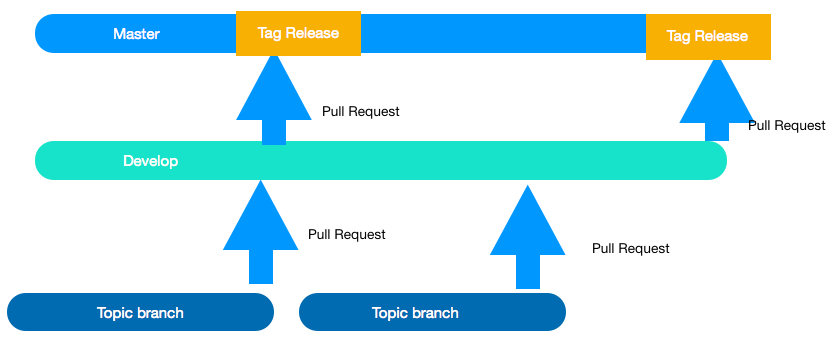 Master
Tag Release
Tag Release
Pull Request
Pull Request
Develop
Pull Request
Pull Request
Topic branch
Topic branch